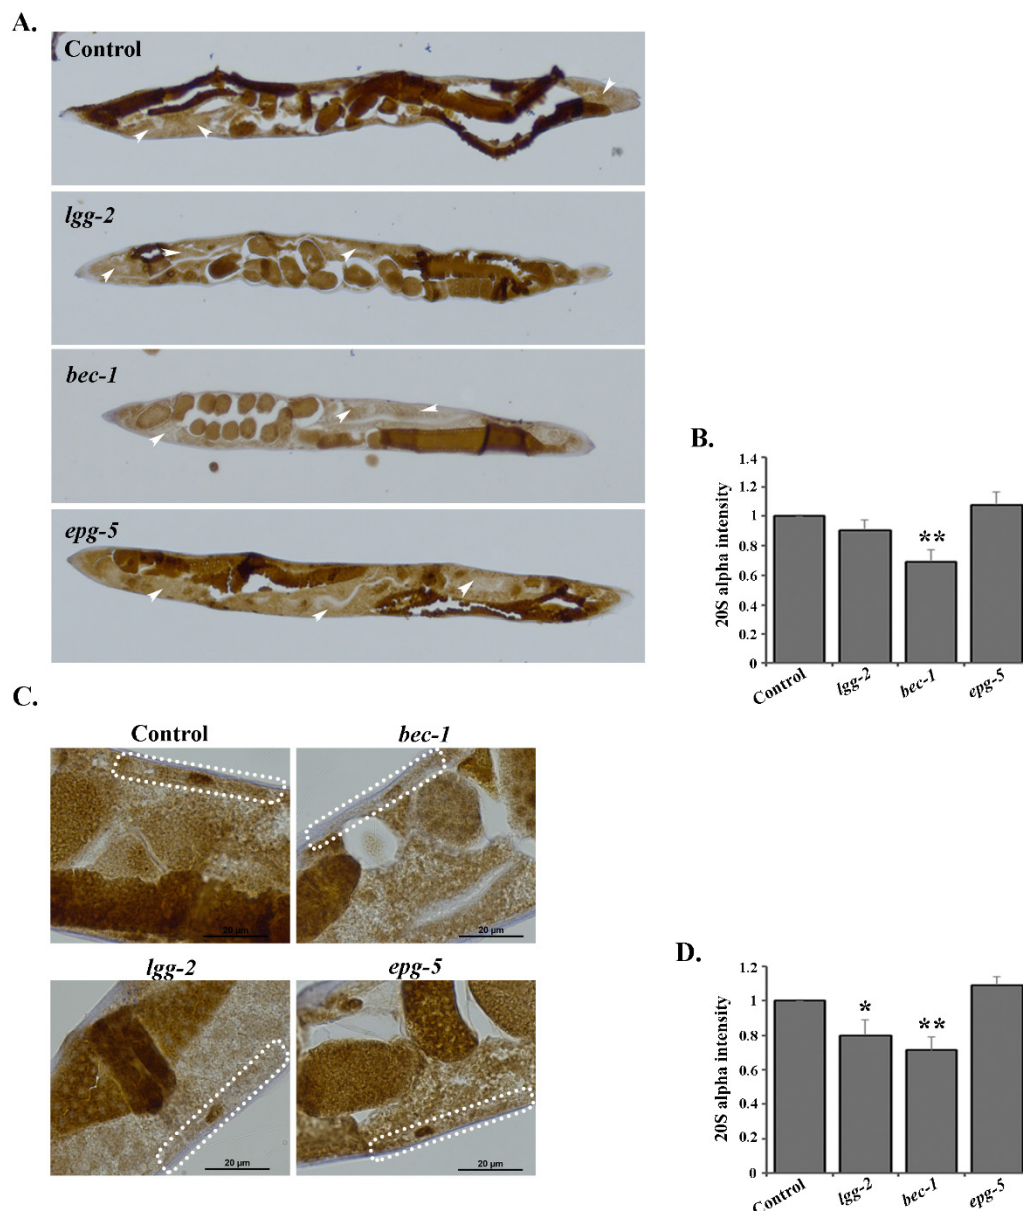 A.
Control
lgg-2
bec-1
epg-5
B.
20S alpha intensity
1.4
1.2
1
0.8
0.6
0.4
0.2
0
**
Control
lgg-2
bec-1
epg-5
C.
Control
bec-1
20 µm
20 µm
lgg-2
epg-5
20 µm
20 µm
D.
20S alpha intensity
1.2
1
0.8
0.6
0.4
0.2
0
*
**
Control
lgg-2
bec-1
epg-5